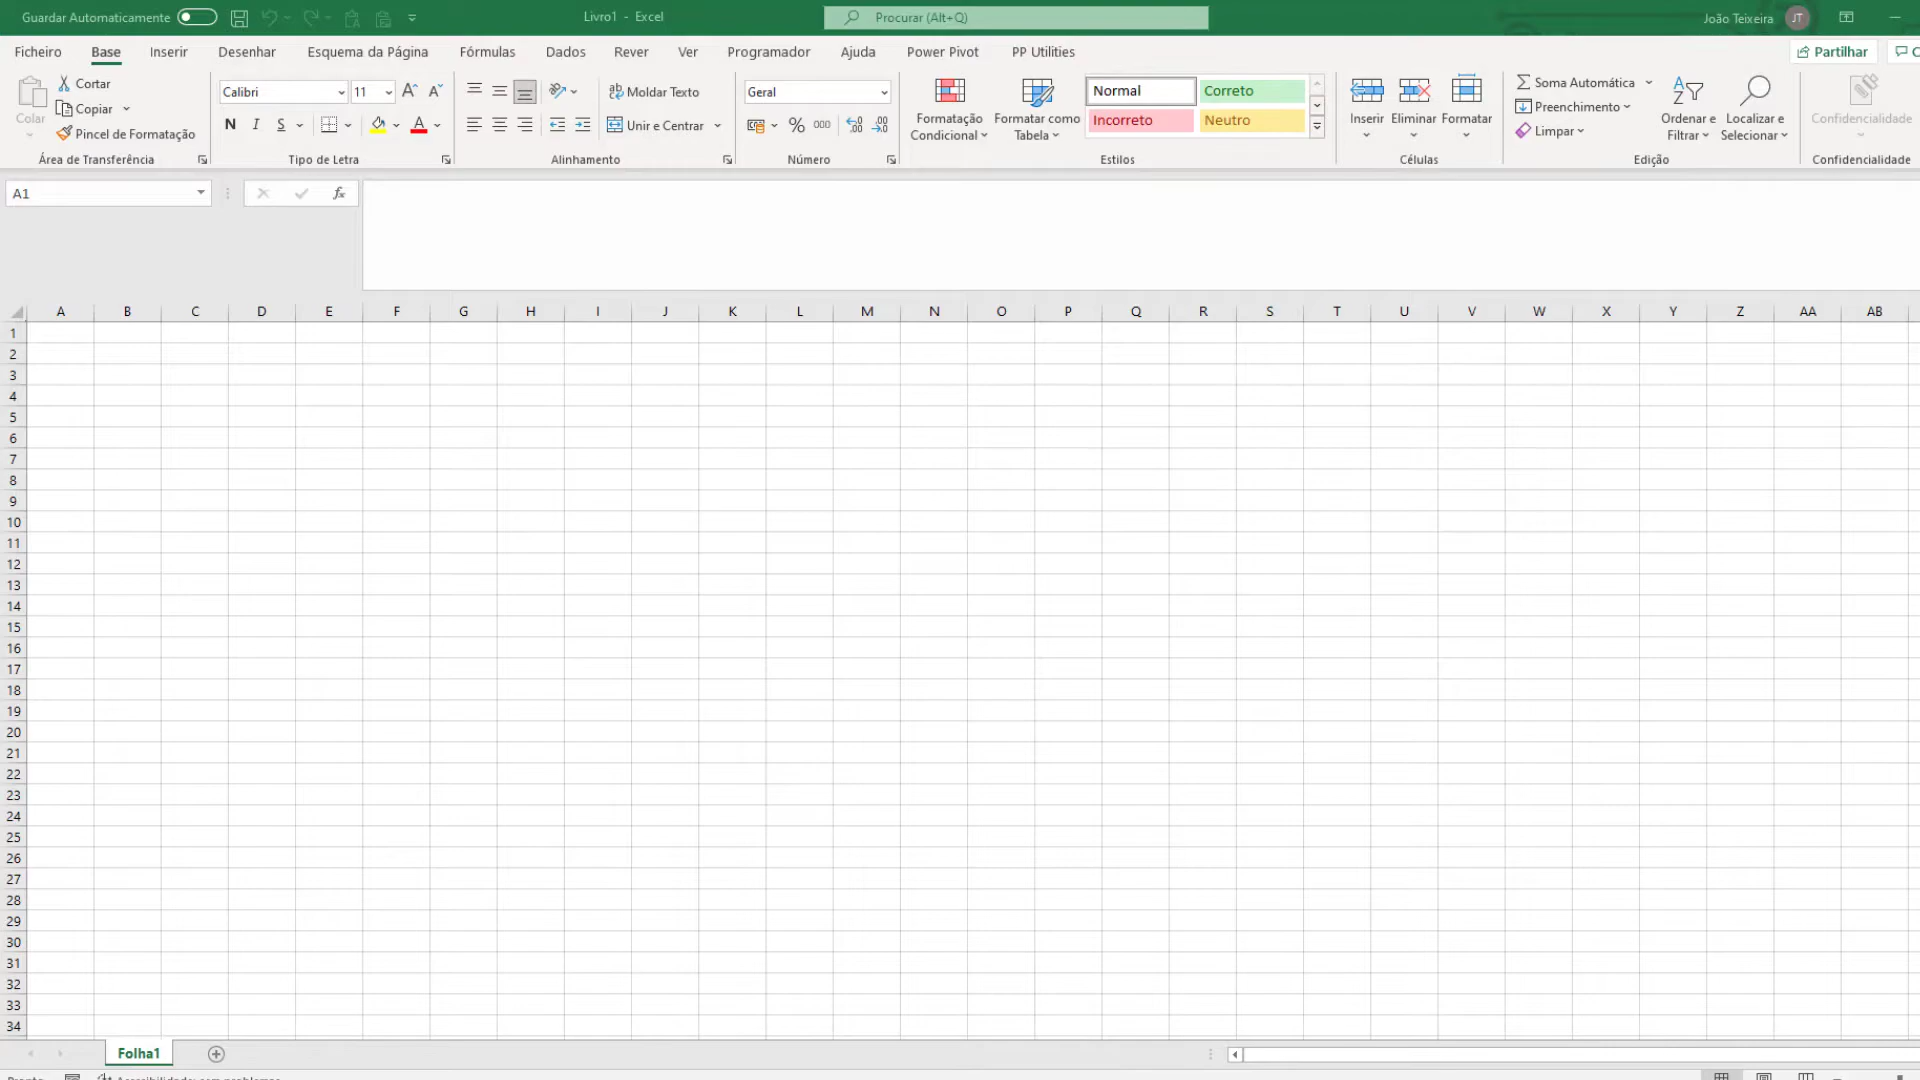 Guardar Automaticamente
Livro1 - Excel
Procurar (Alt+Q)
João Teixeira JT
Ficheiro Base Inserir Desenhar Esquema da Página Fórmulas Dados Rever Ver Programador Ajuda Power Pivot PP Utilities Partilhar
Colar
Cortar
Copiar
Pincel de Formatação
Área de Transferência
Calibri 11
N I S
Tipo de Letra
Moldar Texto
Unir e Centrar
Alinhamento
Geral
% 000
Número
Formatação Condicional
Formatar como Tabela
Normal Correto
Incorreto Neutro
Estilos
Inserir Eliminar Formatar
Células
Soma Automática
Preenchimento
Limpar
Ordenar e Filtrar
Localizar e Selecionar
Edição
Confidencialidade
Confidencialidade
A1 fx
A B C D E F G H I J K L M N O P Q R S T U V W X Y Z AA AB
1
2
3
4
5
6
7
8
9
10
11
12
13
14
15
16
17
18
19
20
21
22
23
24
25
26
27
28
29
30
31
32
33
34
Folha1